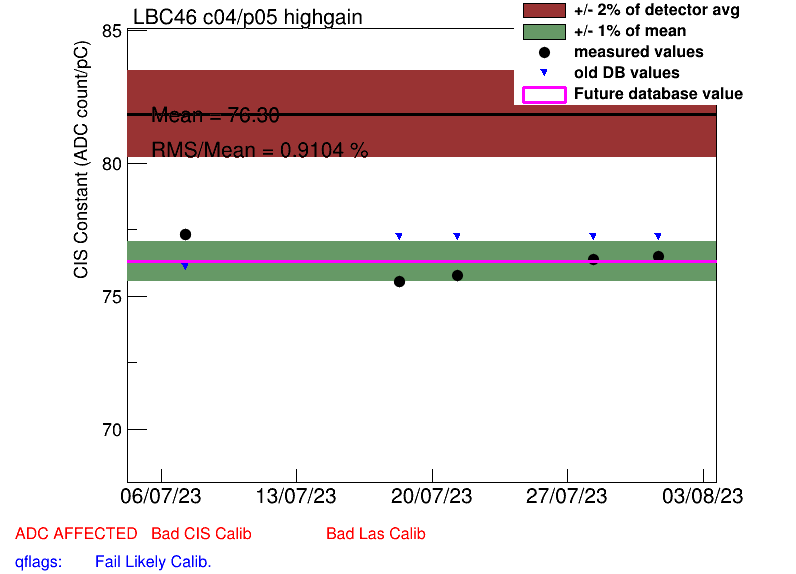 LBC46 c04/p05 highgain
+/- 2% of detector avg
+/- 1% of mean
measured values
old DB values
Future database value
CIS Constant (ADC count/pC)
85
80
75
70
Mean = 76.30
RMS/Mean = 0.9104 %
06/07/23 13/07/23 20/07/23 27/07/23 03/08/23
ADC AFFECTED Bad CIS Calib Bad Las Calib
qflags: Fail Likely Calib.